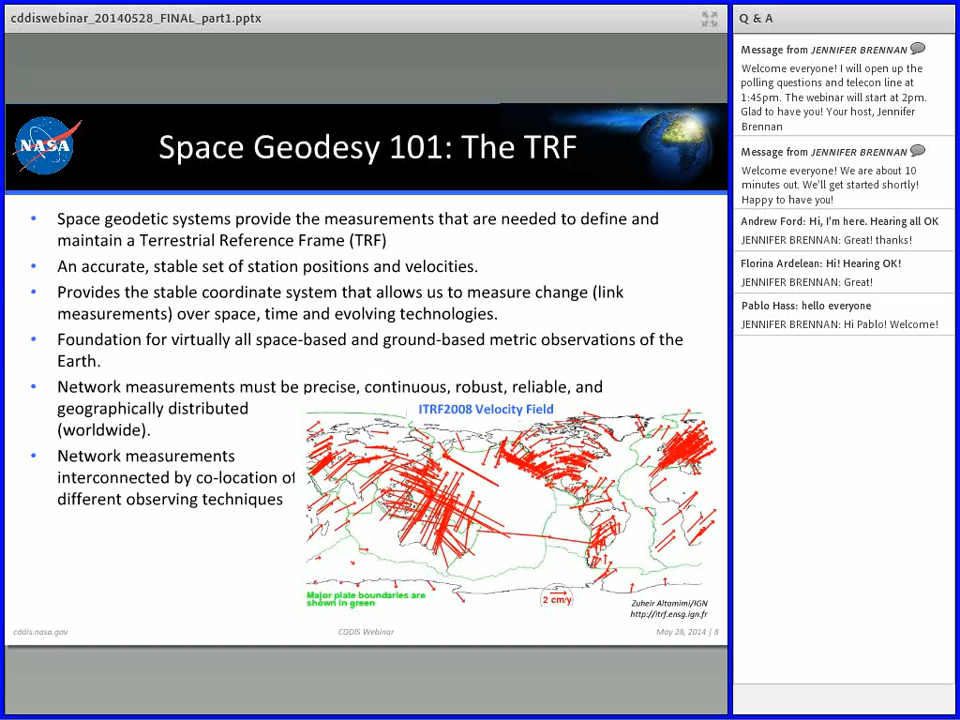 cddiswebinar_20140528_FINAL_part1.pptx
NASA
Space Geodesy 101: The TRF
• Space geodetic systems provide the measurements that are needed to define and
maintain a Terrestrial Reference Frame (TRF)
• An accurate, stable set of station positions and velocities.
• Provides the stable coordinate system that allows us to measure change (link
measurements) over space, time and evolving technologies.
• Foundation for virtually all space-based and ground-based metric observations of the
Earth.
• Network measurements must be precise, continuous, robust, reliable, and
geographically distributed
(worldwide).
• Network measurements
interconnected by co-location of
different observing techniques
ITRF2008 Velocity Field
Major plate boundaries are
shown in green
2 cm/y
Zuheir Altamimi/IGN
http://itrf.ensg.ign.fr
cddis.nasa.gov
CDDIS Webinar
May 28, 2014 | 8
Q & A
Message from JENNIFER BRENNAN
Welcome everyone! I will open up the
polling questions and telecon line at
1:45pm. The webinar will start at 2pm.
Glad to have you! Your host, Jennifer
Brennan
Message from JENNIFER BRENNAN
Welcome everyone! We are about 10
minutes out. We'll get started shortly!
Happy to have you!
Andrew Ford: Hi, I'm here. Hearing all OK
JENNIFER BRENNAN: Great! thanks!
Florina Ardelean: Hi! Hearing OK!
JENNIFER BRENNAN: Great!
Pablo Hass: hello everyone
JENNIFER BRENNAN: Hi Pablo! Welcome!